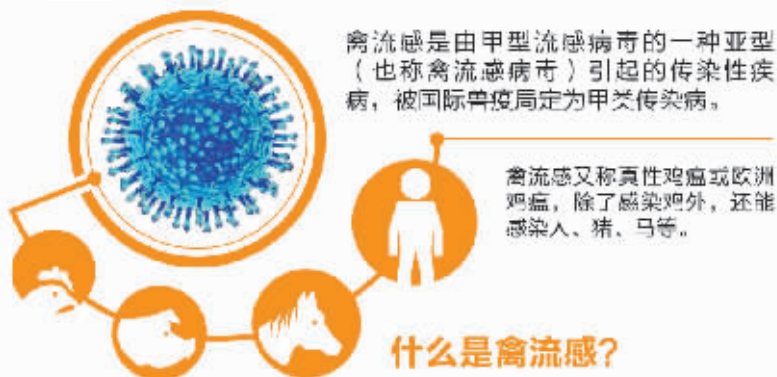 禽流感是由甲型流感病毒的一种亚型
（也称禽流感病毒）引起的传染性疾
病，被国际兽疫局定为甲类传染病。
禽流感又称真性鸡瘟或欧洲
鸡瘟，除了感染鸡外，还能
感染人、猪、马等。
什么是禽流感？